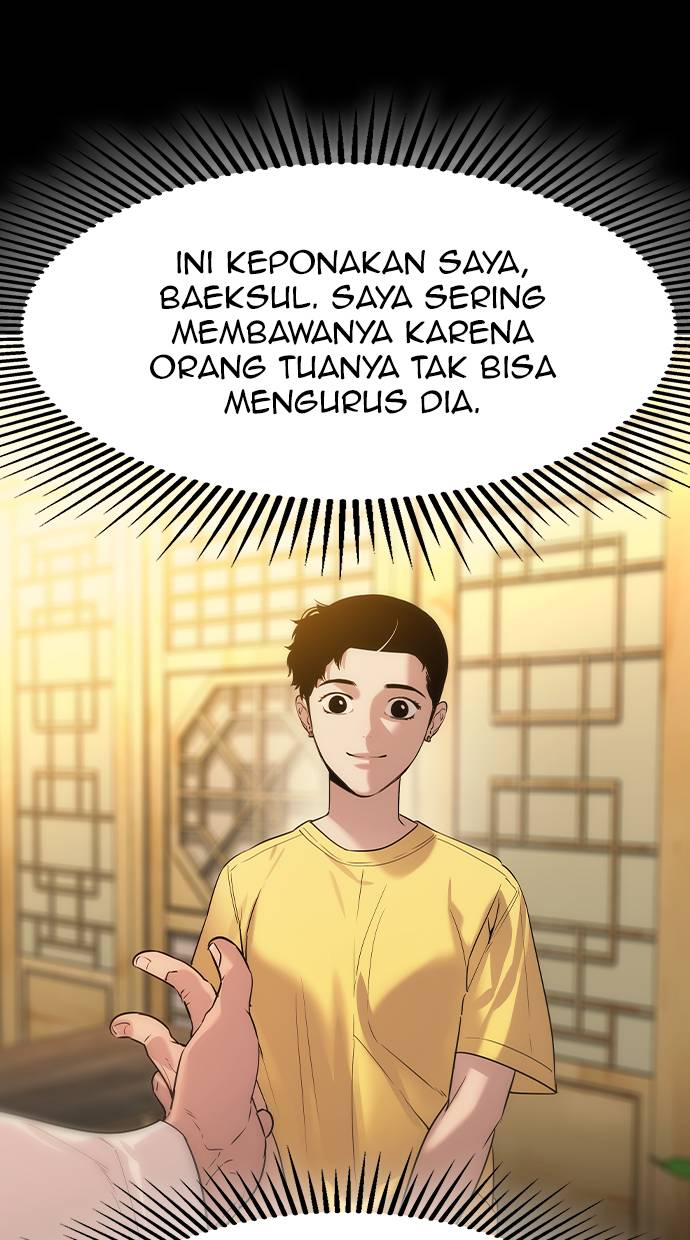 INI KEPONAKAN SAYA,
BAEKSUL. SAYA SERING
MEMBAWANYA KARENA
ORANG TUANYA TAK BISA
MENGURUS DIA.